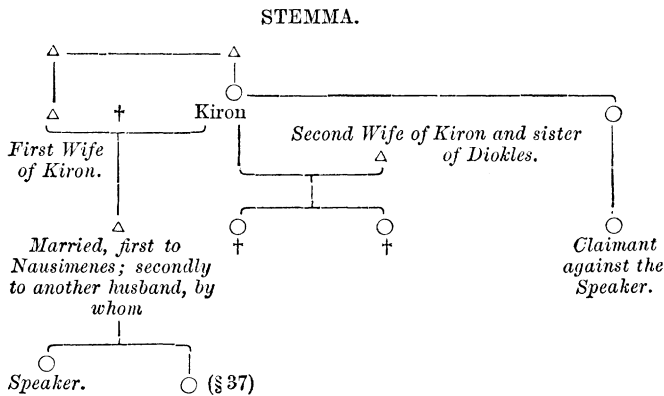 STEMMA.
†
Kiron
First Wife
of Kiron.
Second Wife of Kiron and sister
of Diokles.
Married, first to
Nausimenes; secondly
to another husband, by
whom
†
†
Claimant
against the
Speaker.
Speaker.
(§ 37)